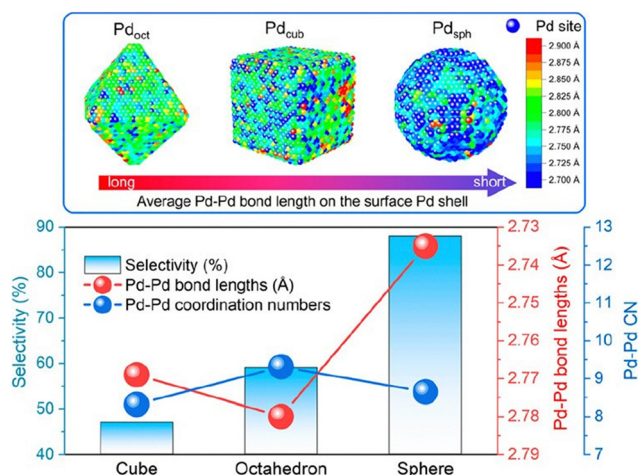 Pdoct
Pdcub
Pdsph
Pd site
2.900 Å
2.875 Å
2.850 Å
2.825 Å
2.800 Å
2.775 Å
2.750 Å
2.725 Å
2.700 Å
long
short
Average Pd-Pd bond length on the surface Pd shell
Selectivity (%)
Pd-Pd bond lengths (Å)
Pd-Pd coordination numbers
90
80
70
60
50
40
Selectivity (%)
2.73
2.74
2.75
2.76
2.77
2.78
2.79
Pd-Pd bond lengths (Å)
13
12
11
10
9
8
7
Pd-Pd CN
Cube
Octahedron
Sphere